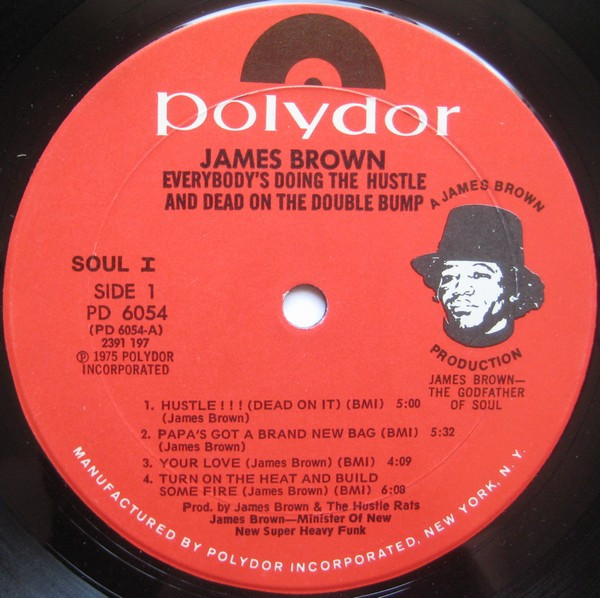 polydor
JAMES BROWN
EVERYBODY'S DOING THE HUSTLE
AND DEAD ON THE DOUBLE BUMP
A JAMES BROWN
PRODUCTION
JAMES BROWN—
THE GODFATHER
OF SOUL
SOUL I
SIDE 1
PD 6054
(PD 6054-A)
2391 197
℗ 1975 POLYDOR
INCORPORATED
1. HUSTLE!!! (DEAD ON IT) (BMI) 5:00
(James Brown)
2. PAPA'S GOT A BRAND NEW BAG (BMI) 5:32
(James Brown)
3. YOUR LOVE (James Brown) (BMI) 4:09
4. TURN ON THE HEAT AND BUILD
SOME FIRE (James Brown) (BMI) 6:08
Prod. by James Brown & The Hustle Rats
James Brown—Minister Of New
New Super Heavy Funk
MANUFACTURED BY POLYDOR INCORPORATED, NEW YORK, N.Y.